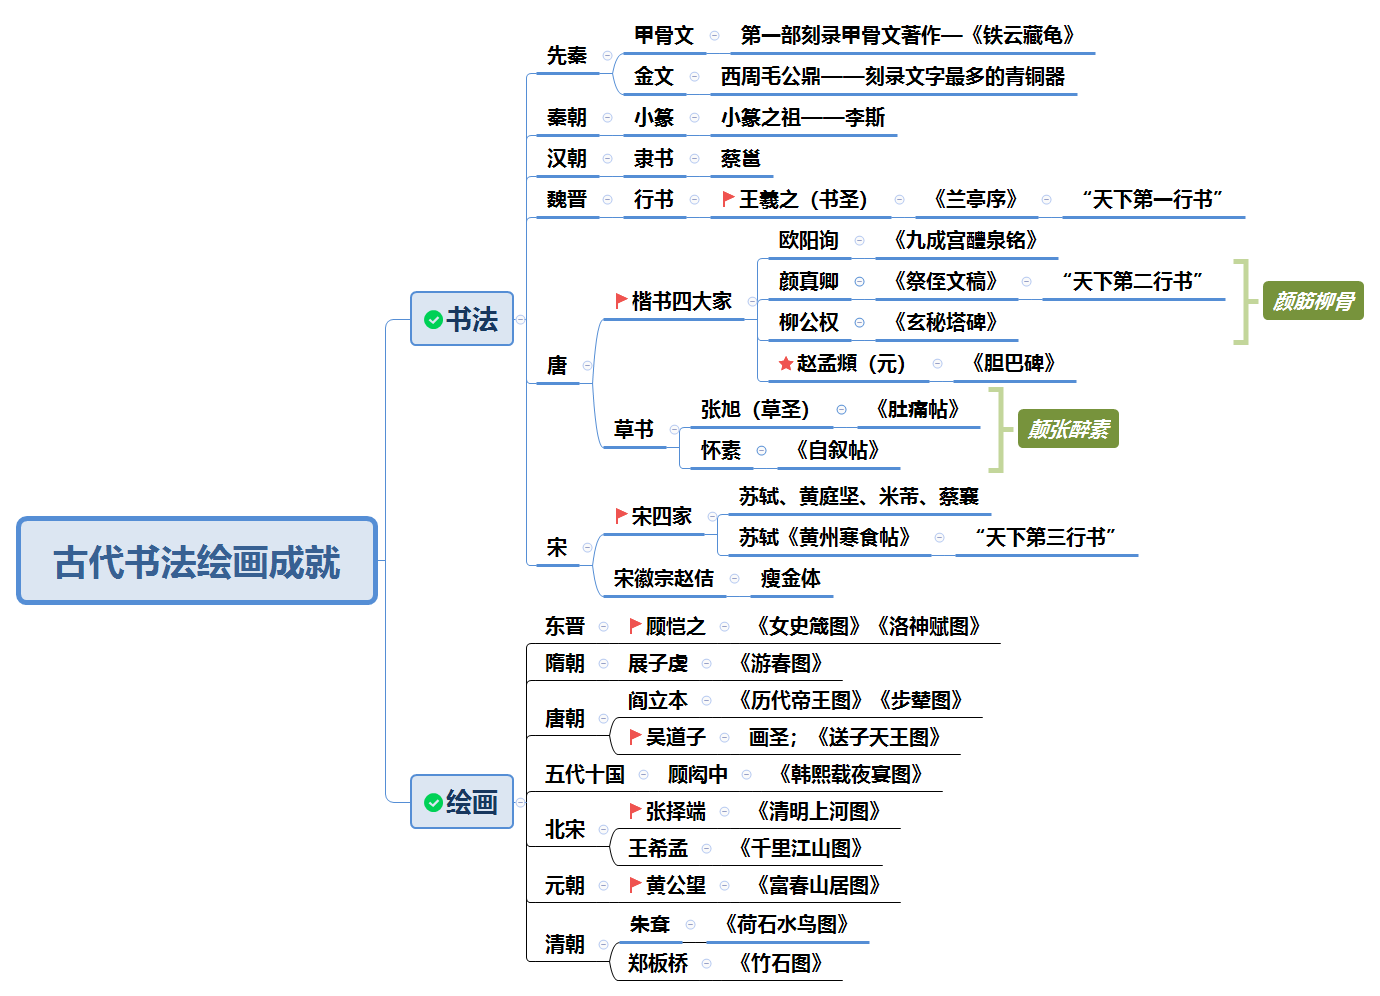 古代书法绘画成就
书法
先秦
甲骨文 第一部刻录甲骨文著作—《铁云藏龟》
金文 西周毛公鼎——刻录文字最多的青铜器
秦朝 小篆 小篆之祖——李斯
汉朝 隶书 蔡邕
魏晋 行书 王羲之（书圣） 《兰亭序》 “天下第一行书”
唐
楷书四大家
欧阳询 《九成宫醴泉铭》
颜真卿 《祭侄文稿》 “天下第二行书”
柳公权 《玄秘塔碑》
颜筋柳骨
赵孟頫（元） 《胆巴碑》
草书
张旭（草圣） 《肚痛帖》
怀素 《自叙帖》
颠张醉素
宋
宋四家
苏轼、黄庭坚、米芾、蔡襄
苏轼《黄州寒食帖》 “天下第三行书”
宋徽宗赵佶 瘦金体
绘画
东晋 顾恺之 《女史箴图》《洛神赋图》
隋朝 展子虔 《游春图》
唐朝
阎立本 《历代帝王图》《步辇图》
吴道子 画圣；《送子天王图》
五代十国 顾闳中 《韩熙载夜宴图》
北宋
张择端 《清明上河图》
王希孟 《千里江山图》
元朝 黄公望 《富春山居图》
清朝
朱耷 《荷石水鸟图》
郑板桥 《竹石图》